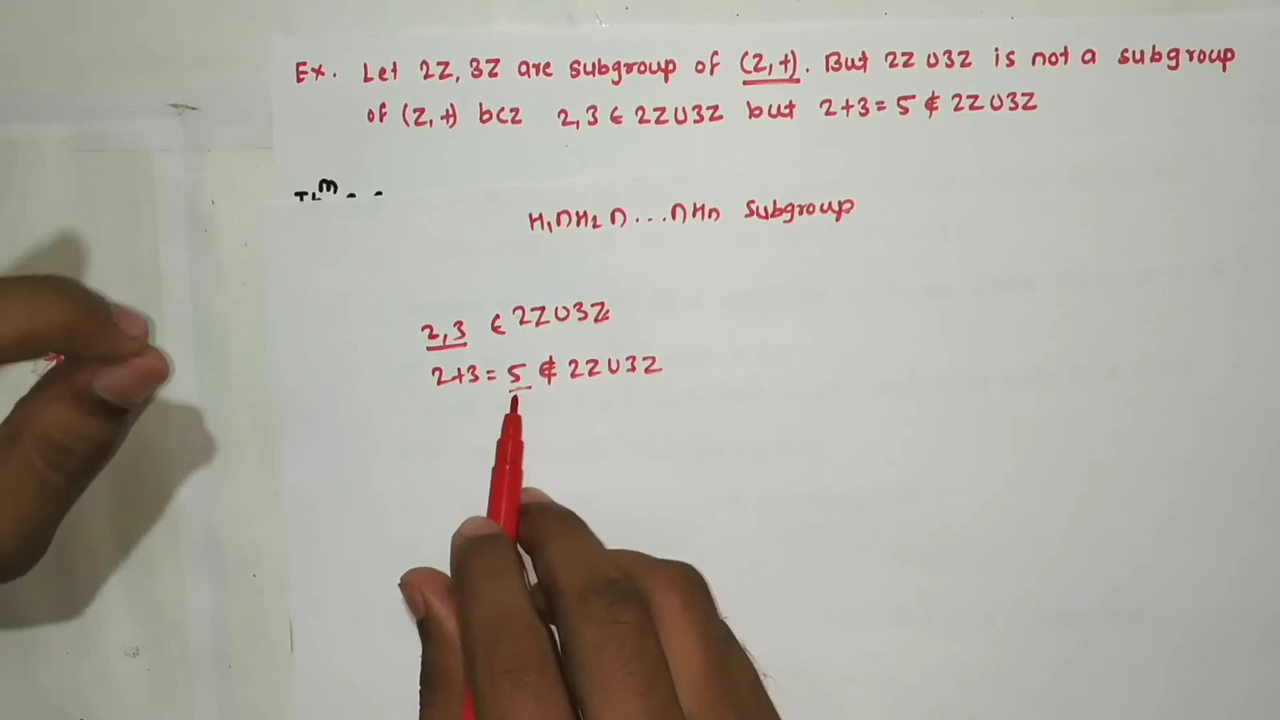 Ex. Let 2Z, 3Z are subgroup of (Z,+). But 2Z ∪ 3Z is not a subgroup
of (Z,+) bcz 2,3 ∈ 2Z∪3Z but 2+3 = 5 ∉ 2Z∪3Z
H₁∩H₂∩...∩Hn subgroup
2,3 ∈ 2Z∪3Z
2+3 = 5 ∉ 2Z∪3Z